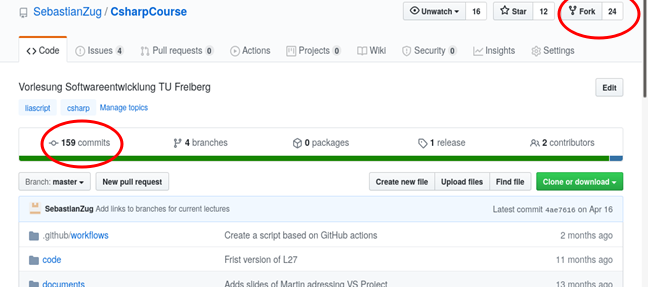 SebastianZug / CsharpCourse
Unwatch 16 Star 12 Fork 24
Code Issues 4 Pull requests 0 Actions Projects 0 Wiki Security 0 Insights Settings
Vorlesung Softwareentwicklung TU Freiberg
Edit
liascript csharp Manage topics
159 commits 4 branches 0 packages 1 release 2 contributors
Branch: master New pull request Create new file Upload files Find file Clone or download
SebastianZug Add links to branches for current lectures Latest commit 4ae7616 on Apr 16
.github/workflows Create a script based on GitHub actions 2 months ago
code Frist version of L27 11 months ago
documents Adds slides of Martin adressing VS Project 13 months ago